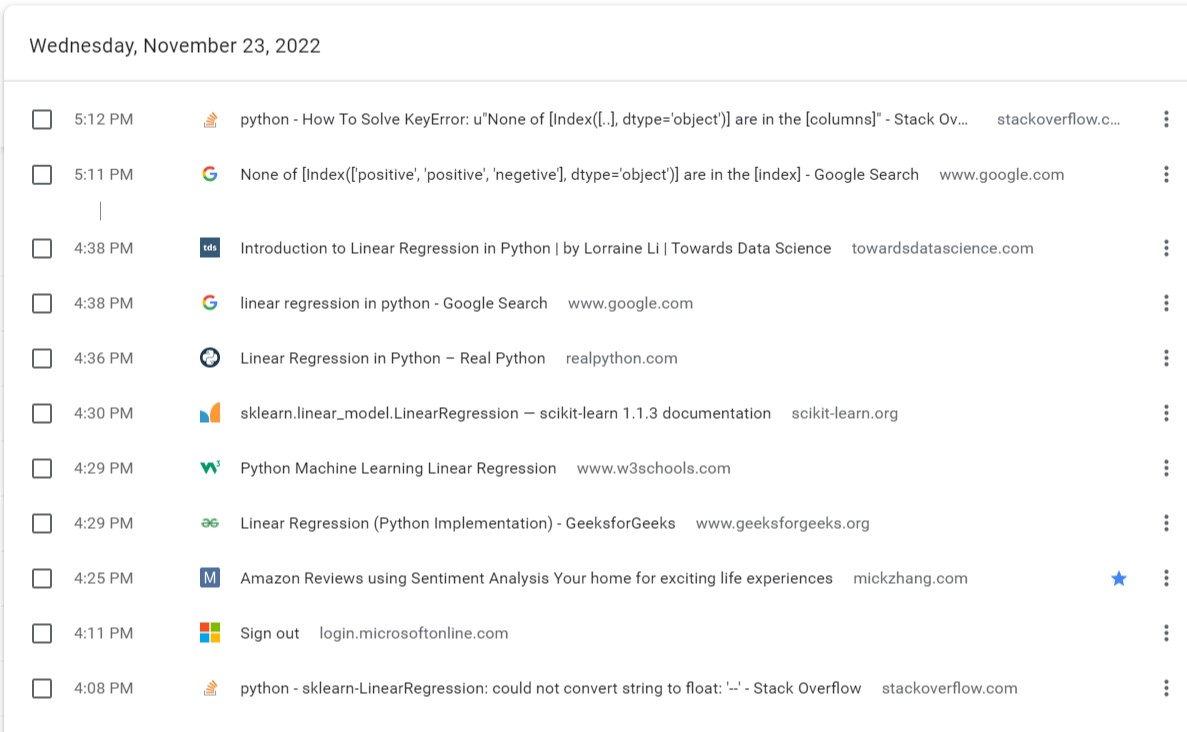 Wednesday, November 23, 2022
5:12 PM python - How To Solve KeyError: u"None of [Index([..], dtype='object')] are in the [columns]" - Stack Ov... stackoverflow.c...
5:11 PM None of [Index(['positive', 'positive', 'negetive'], dtype='object')] are in the [index] - Google Search www.google.com
4:38 PM tds Introduction to Linear Regression in Python | by Lorraine Li | Towards Data Science towardsdatascience.com
4:38 PM linear regression in python - Google Search www.google.com
4:36 PM Linear Regression in Python – Real Python realpython.com
4:30 PM sklearn.linear_model.LinearRegression — scikit-learn 1.1.3 documentation scikit-learn.org
4:29 PM Python Machine Learning Linear Regression www.w3schools.com
4:29 PM Linear Regression (Python Implementation) - GeeksforGeeks www.geeksforgeeks.org
4:25 PM M Amazon Reviews using Sentiment Analysis Your home for exciting life experiences mickzhang.com
4:11 PM Sign out login.microsoftonline.com
4:08 PM python - sklearn-LinearRegression: could not convert string to float: '--' - Stack Overflow stackoverflow.com